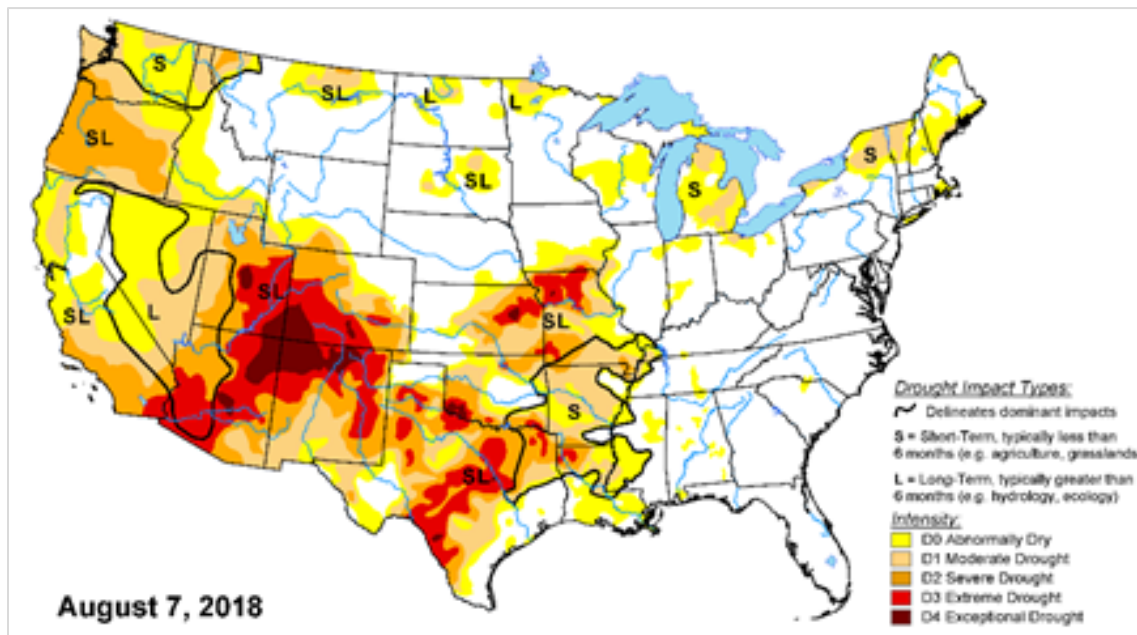 S
SL
L
L
SL
SL
S
S
SL
SL
L
SL
S
SL
SL
Drought Impact Types:
Delineates dominant impacts
S = Short-Term, typically less than
6 months (e.g. agriculture, grasslands
L = Long-Term, typically greater than
6 months (e.g. hydrology, ecology)
Intensity:
D0 Abnormally Dry
D1 Moderate Drought
D2 Severe Drought
D3 Extreme Drought
D4 Exceptional Drought
August 7, 2018